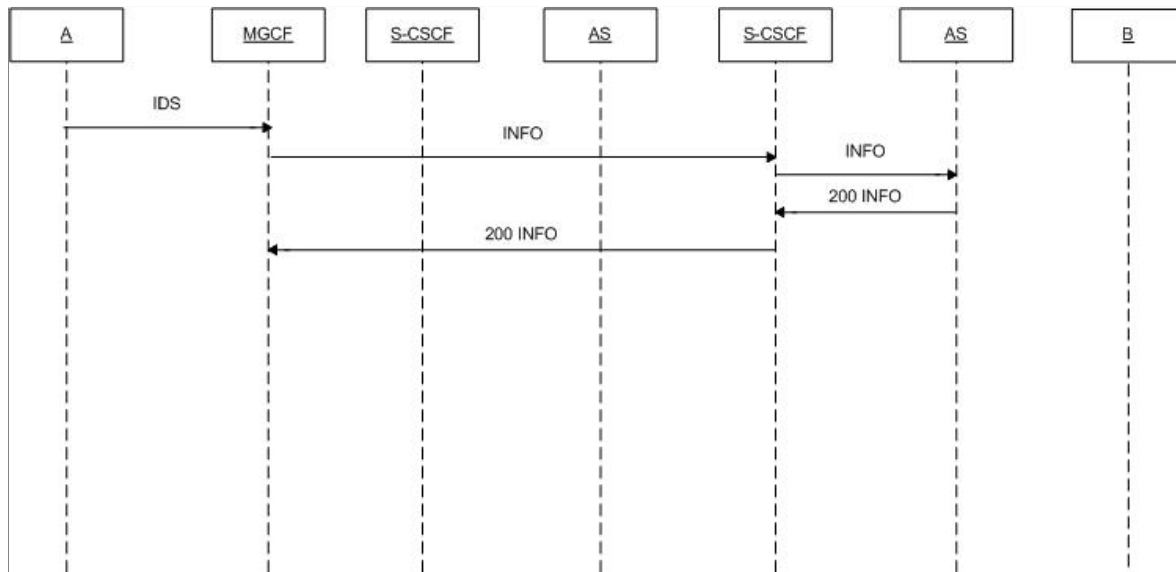 A
MGCF
S-CSCF
AS
S-CSCF
AS
B
IDS
INFO
INFO
200 INFO
200 INFO